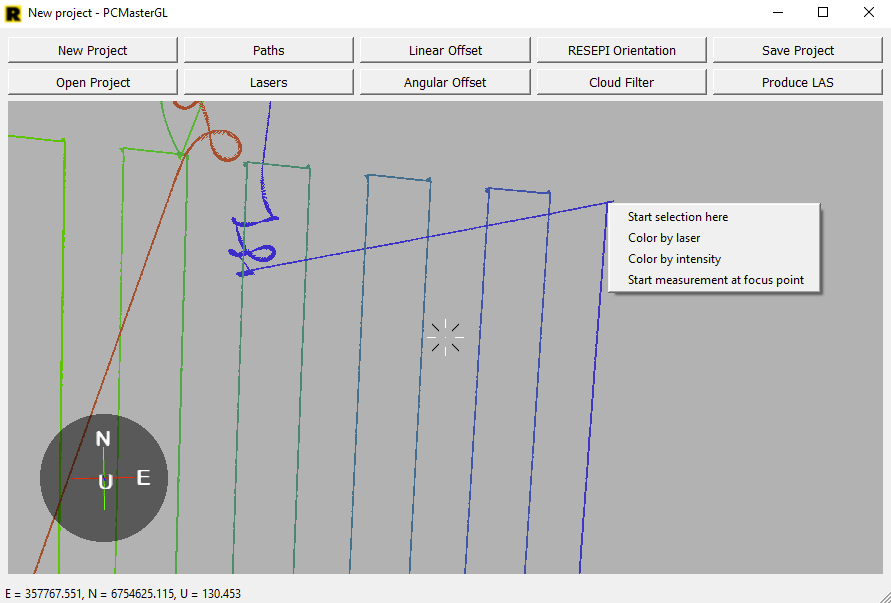 New project - PCMasterGL
New Project
Paths
Linear Offset
RESEPI Orientation
Save Project
Open Project
Lasers
Angular Offset
Cloud Filter
Produce LAS
Start selection here
Color by laser
Color by intensity
Start measurement at focus point
N
U
E
E = 357767.551, N = 6754625.115, U = 130.453